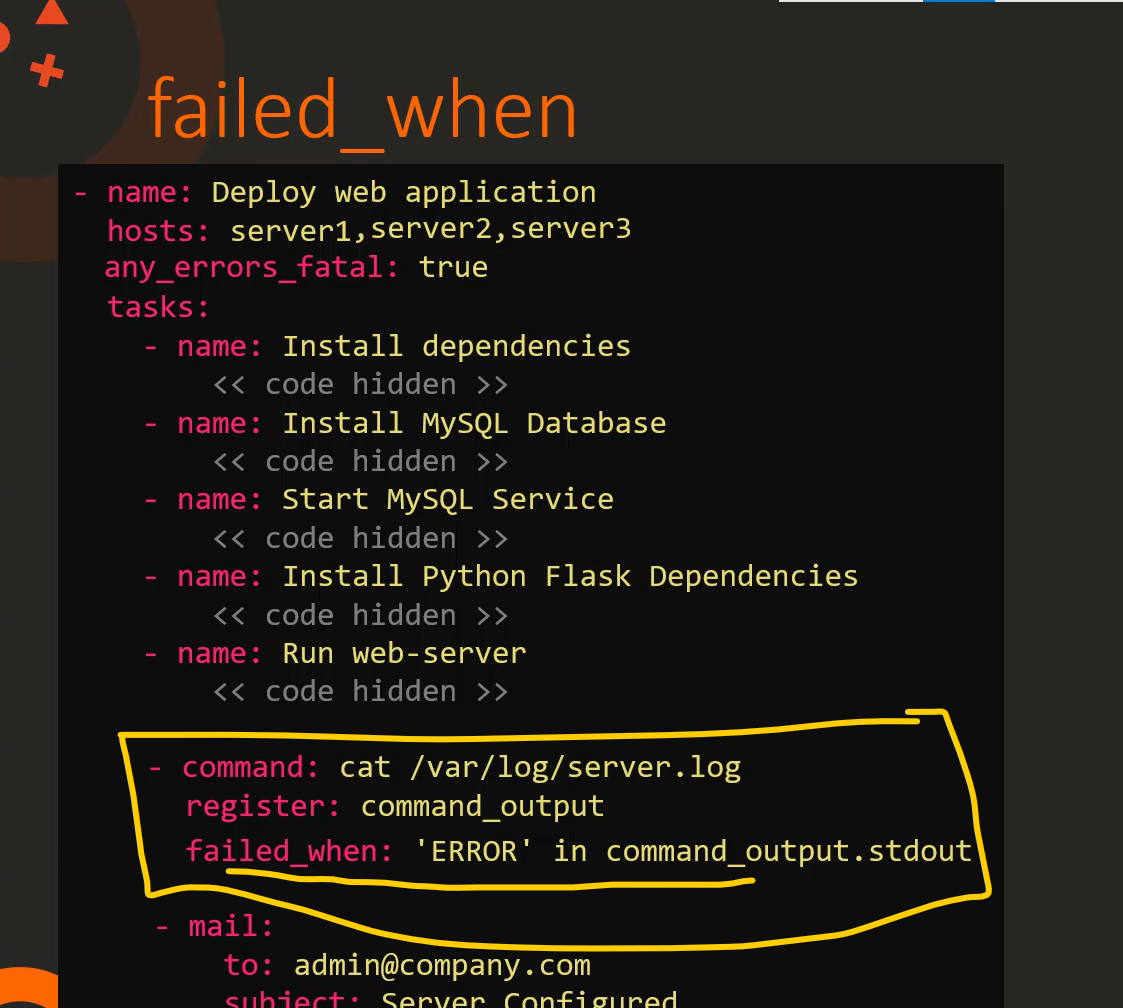 failed_when
- name: Deploy web application
hosts: server1,server2,server3
any_errors_fatal: true
tasks:
- name: Install dependencies
<< code hidden >>
- name: Install MySQL Database
<< code hidden >>
- name: Start MySQL Service
<< code hidden >>
- name: Install Python Flask Dependencies
<< code hidden >>
- name: Run web-server
<< code hidden >>
- command: cat /var/log/server.log
register: command_output
failed_when: 'ERROR' in command_output.stdout
- mail:
to: admin@company.com
subject: Server Configured